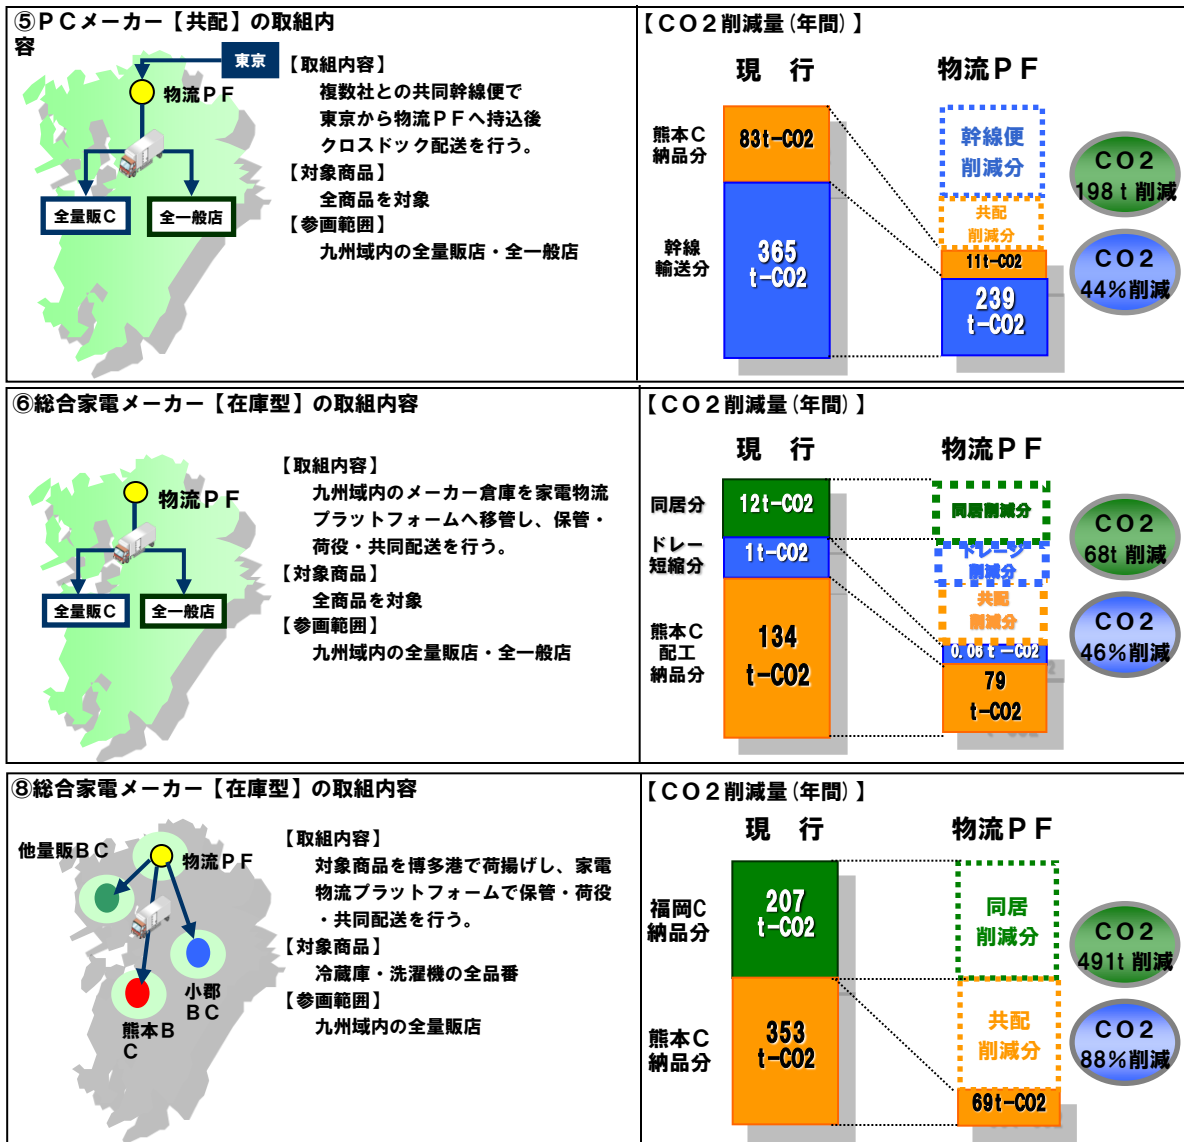 ⑤ＰＣメーカー【共配】の取組内
容
東京
物流ＰＦ
全量販Ｃ
全一般店
【取組内容】
複数社との共同幹線便で
東京から物流ＰＦへ持込後
クロスドック配送を行う。
【対象商品】
全商品を対象
【参画範囲】
九州域内の全量販店・全一般店
【ＣＯ２削減量(年間)】
現　行
物流ＰＦ
熊本Ｃ
納品分
83t-CO2
幹線
輸送分
365
t-CO2
幹線便
削減分
共配
削減分
11t-CO2
239
t-CO2
ＣＯ２
198ｔ削減
ＣＯ２
44%削減
⑥総合家電メーカー【在庫型】の取組内容
物流ＰＦ
全量販Ｃ
全一般店
【取組内容】
九州域内のメーカー倉庫を家電物流
プラットフォームへ移管し、保管・
荷役・共同配送を行う。
【対象商品】
全商品を対象
【参画範囲】
九州域内の全量販店・全一般店
【ＣＯ２削減量(年間)】
現　行
物流ＰＦ
同居分
12t-CO2
ドレー
短縮分
1t-CO2
熊本Ｃ
配工
納品分
134
t-CO2
同居削減分
ドレージ
削減分
共配
削減分
0.06ｔ－CO2
79
t-CO2
ＣＯ２
68t削減
ＣＯ２
46%削減
⑧総合家電メーカー【在庫型】の取組内容
他量販ＢＣ
物流ＰＦ
小郡
ＢＣ
熊本Ｂ
Ｃ
【取組内容】
対象商品を博多港で荷揚げし、家電
物流プラットフォームで保管・荷役
・共同配送を行う。
【対象商品】
冷蔵庫・洗濯機の全品番
【参画範囲】
九州域内の全量販店
【ＣＯ２削減量(年間)】
現　行
物流ＰＦ
福岡Ｃ
納品分
207
t-CO2
熊本Ｃ
納品分
353
t-CO2
同居
削減分
共配
削減分
69t-CO2
ＣＯ２
491t削減
ＣＯ２
88%削減